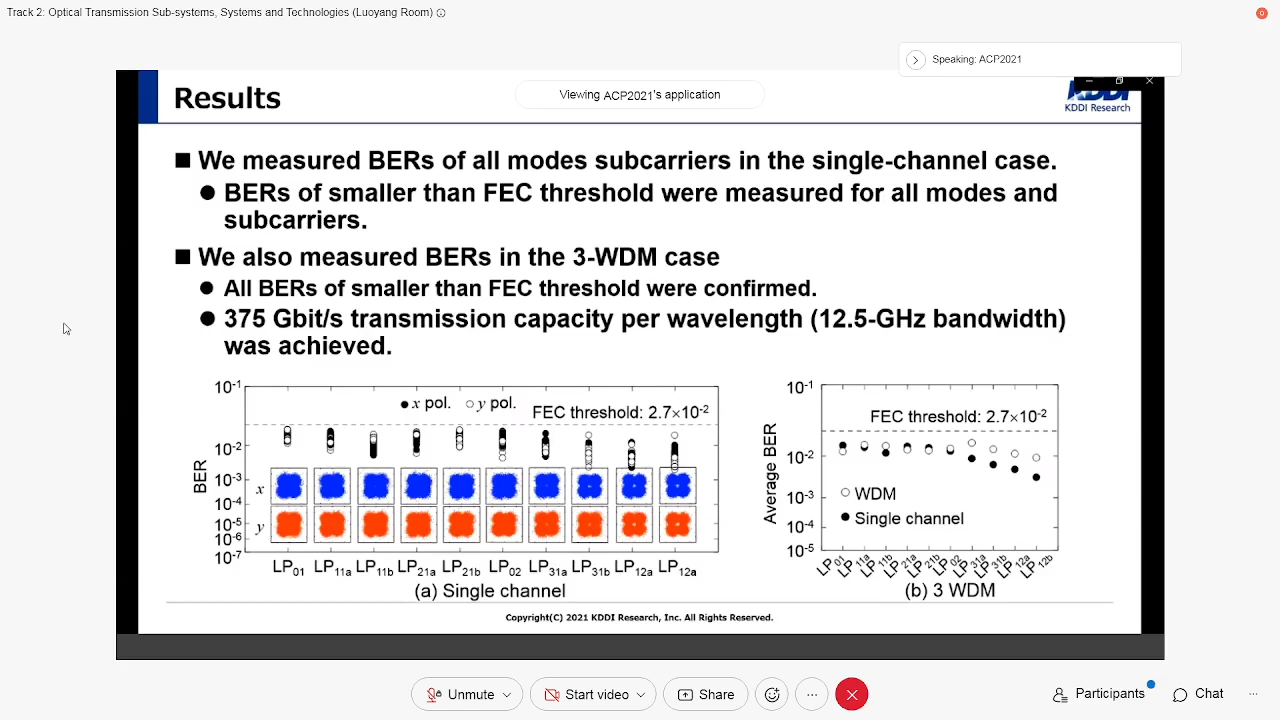 Track 2: Optical Transmission Sub-systems, Systems and Technologies (Luoyang Room)
Speaking: ACP2021
Viewing ACP2021's application
Results
KDDI
KDDI Research
■ We measured BERs of all modes subcarriers in the single-channel case.
● BERs of smaller than FEC threshold were measured for all modes and
subcarriers.
■ We also measured BERs in the 3-WDM case
● All BERs of smaller than FEC threshold were confirmed.
● 375 Gbit/s transmission capacity per wavelength (12.5-GHz bandwidth)
was achieved.
10⁻¹
● x pol. ○ y pol.
FEC threshold: 2.7×10⁻²
10⁻²
10⁻³
10⁻⁴
10⁻⁵
10⁻⁶
10⁻⁷
BER
x
y
LP01 LP11a LP11b LP21a LP21b LP02 LP31a LP31b LP12a LP12a
(a) Single channel
10⁻¹
FEC threshold: 2.7×10⁻²
10⁻²
10⁻³
10⁻⁴
10⁻⁵
Average BER
○ WDM
● Single channel
LP01 LP11a LP11b LP21a LP21b LP02 LP31a LP31b LP12a LP12b
(b) 3 WDM
Copyright(C) 2021 KDDI Research, Inc. All Rights Reserved.
Unmute Start video Share Participants Chat